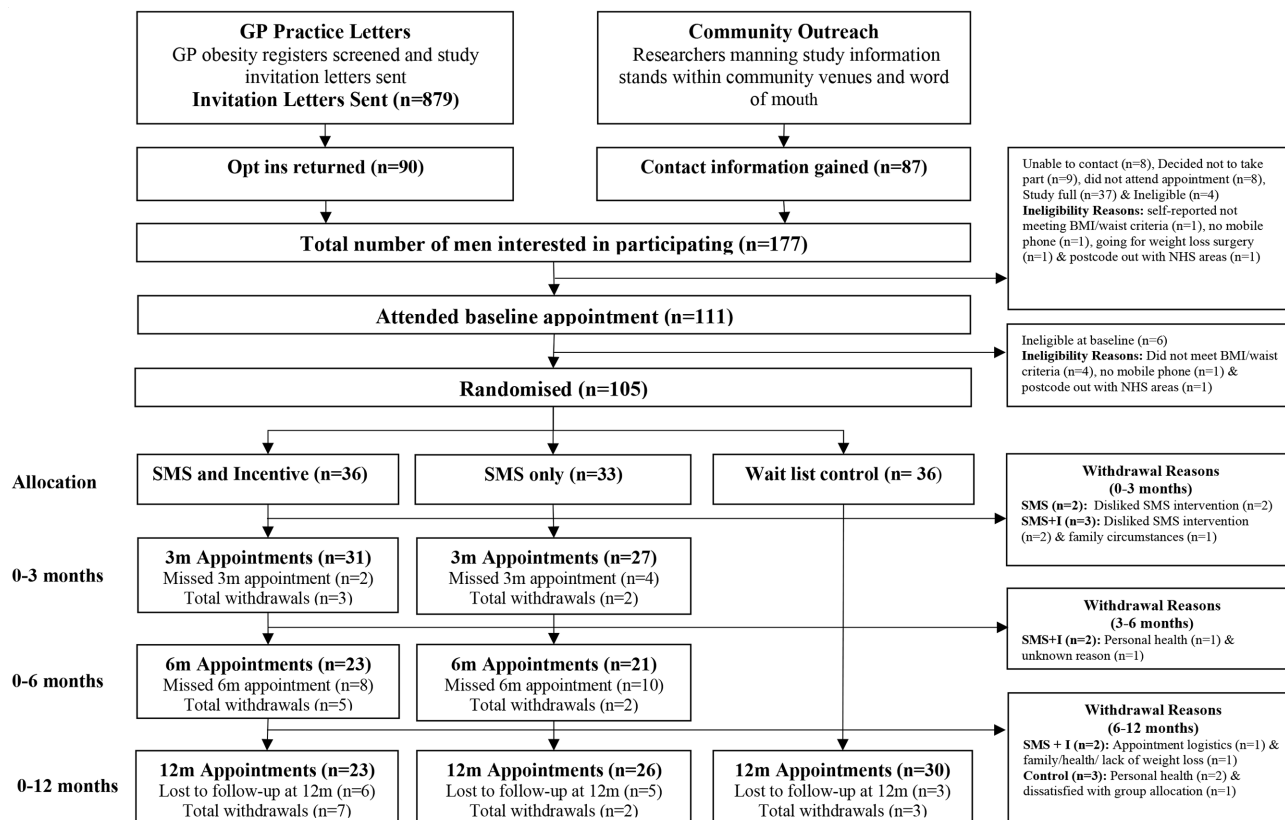 GP Practice Letters
GP obesity registers screened and study
invitation letters sent
Invitation Letters Sent (n=879)
Community Outreach
Researchers manning study information
stands within community venues and word
of mouth
Opt ins returned (n=90)
Contact information gained (n=87)
Unable to contact (n=8), Decided not to take
part (n=9), did not attend appointment (n=8),
Study full (n=37) & Ineligible (n=4)
Ineligibility Reasons: self-reported not
meeting BMI/waist criteria (n=1), no mobile
phone (n=1), going for weight loss surgery
(n=1) & postcode out with NHS areas (n=1)
Total number of men interested in participating (n=177)
Attended baseline appointment (n=111)
Ineligible at baseline (n=6)
Ineligibility Reasons: Did not meet BMI/waist
criteria (n=4), no mobile phone (n=1) &
postcode out with NHS areas (n=1)
Randomised (n=105)
Allocation
SMS and Incentive (n=36)
SMS only (n=33)
Wait list control (n= 36)
Withdrawal Reasons
(0-3 months)
SMS (n=2): Disliked SMS intervention (n=2)
SMS+I (n=3): Disliked SMS intervention
(n=2) & family circumstances (n=1)
0-3 months
3m Appointments (n=31)
Missed 3m appointment (n=2)
Total withdrawals (n=3)
3m Appointments (n=27)
Missed 3m appointment (n=4)
Total withdrawals (n=2)
Withdrawal Reasons
(3-6 months)
SMS+I (n=2): Personal health (n=1) &
unknown reason (n=1)
0-6 months
6m Appointments (n=23)
Missed 6m appointment (n=8)
Total withdrawals (n=5)
6m Appointments (n=21)
Missed 6m appointment (n=10)
Total withdrawals (n=2)
Withdrawal Reasons
(6-12 months)
SMS + I (n=2): Appointment logistics (n=1) &
family/health/ lack of weight loss (n=1)
Control (n=3): Personal health (n=2) &
dissatisfied with group allocation (n=1)
0-12 months
12m Appointments (n=23)
Lost to follow-up at 12m (n=6)
Total withdrawals (n=7)
12m Appointments (n=26)
Lost to follow-up at 12m (n=5)
Total withdrawals (n=2)
12m Appointments (n=30)
Lost to follow-up at 12m (n=3)
Total withdrawals (n=3)